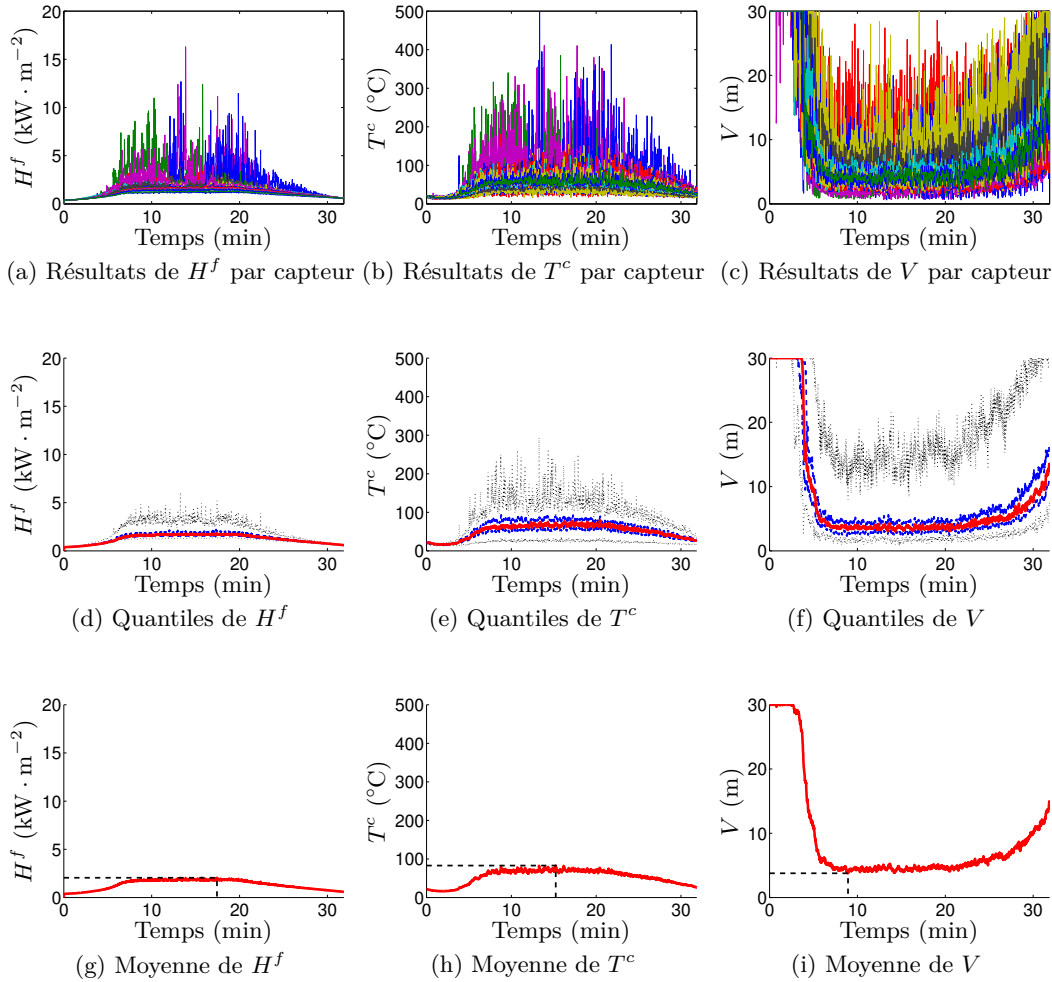 20
15
10
5
0
0 10 20 30
H^f (kW · m^−2)
Temps (min)
500
400
300
200
100
0
0 10 20 30
T^c (°C)
Temps (min)
30
20
10
0
0 10 20 30
V (m)
Temps (min)
(a) Résultats de H^f par capteur (b) Résultats de T^c par capteur (c) Résultats de V par capteur
20
15
10
5
0
0 10 20 30
H^f (kW · m^−2)
Temps (min)
500
400
300
200
100
0
0 10 20 30
T^c (°C)
Temps (min)
30
20
10
0
0 10 20 30
V (m)
Temps (min)
(d) Quantiles de H^f (e) Quantiles de T^c (f) Quantiles de V
20
15
10
5
0
0 10 20 30
H^f (kW · m^−2)
Temps (min)
500
400
300
200
100
0
0 10 20 30
T^c (°C)
Temps (min)
30
20
10
0
0 10 20 30
V (m)
Temps (min)
(g) Moyenne de H^f (h) Moyenne de T^c (i) Moyenne de V